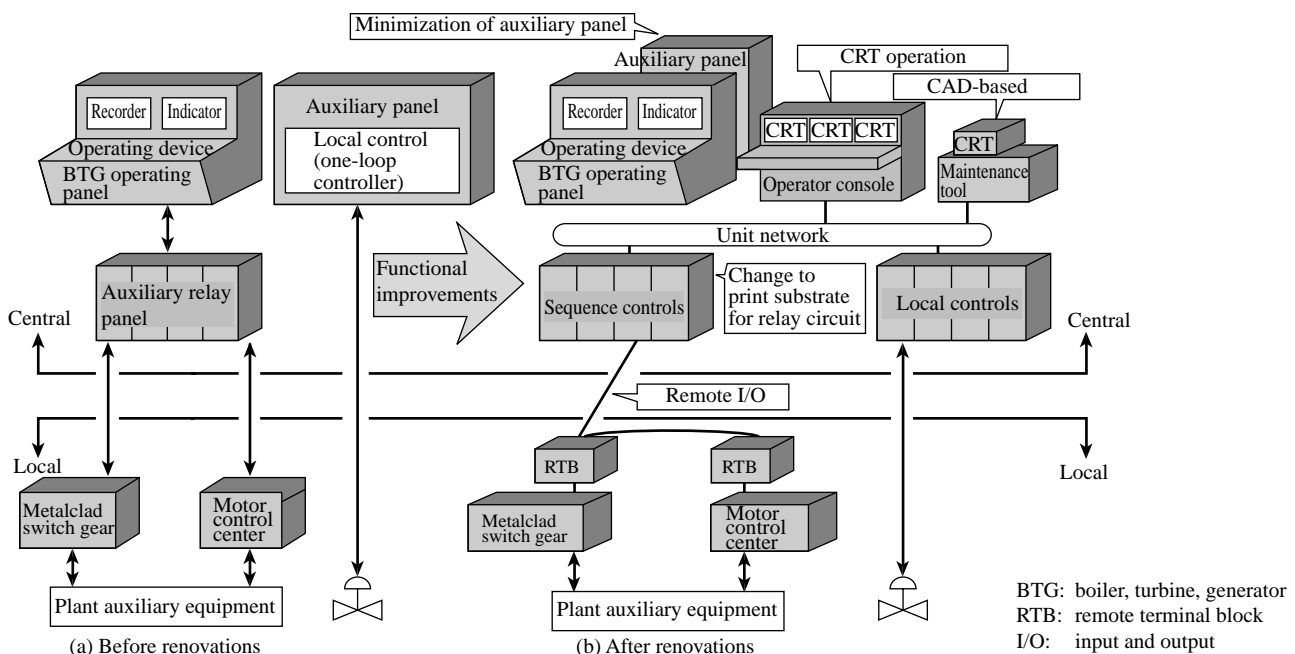 Minimization of auxiliary panel
Recorder
Indicator
Operating device
BTG operating
panel
Auxiliary panel
Local control
(one-loop
controller)
Auxiliary panel
Recorder
Indicator
Operating device
BTG operating
panel
CRT operation
CRT
CRT
CRT
Operator console
CAD-based
CRT
Maintenance
tool
Unit network
Auxiliary relay
panel
Functional
improvements
Sequence controls
Change to
print substrate
for relay circuit
Local controls
Central
Central
Remote I/O
Local
Local
RTB
RTB
Metalclad
switch gear
Motor
control
center
Metalclad
switch gear
Motor
control
center
Plant auxiliary equipment
Plant auxiliary equipment
(a) Before renovations
(b) After renovations
BTG: boiler, turbine, generator
RTB: remote terminal block
I/O: input and output